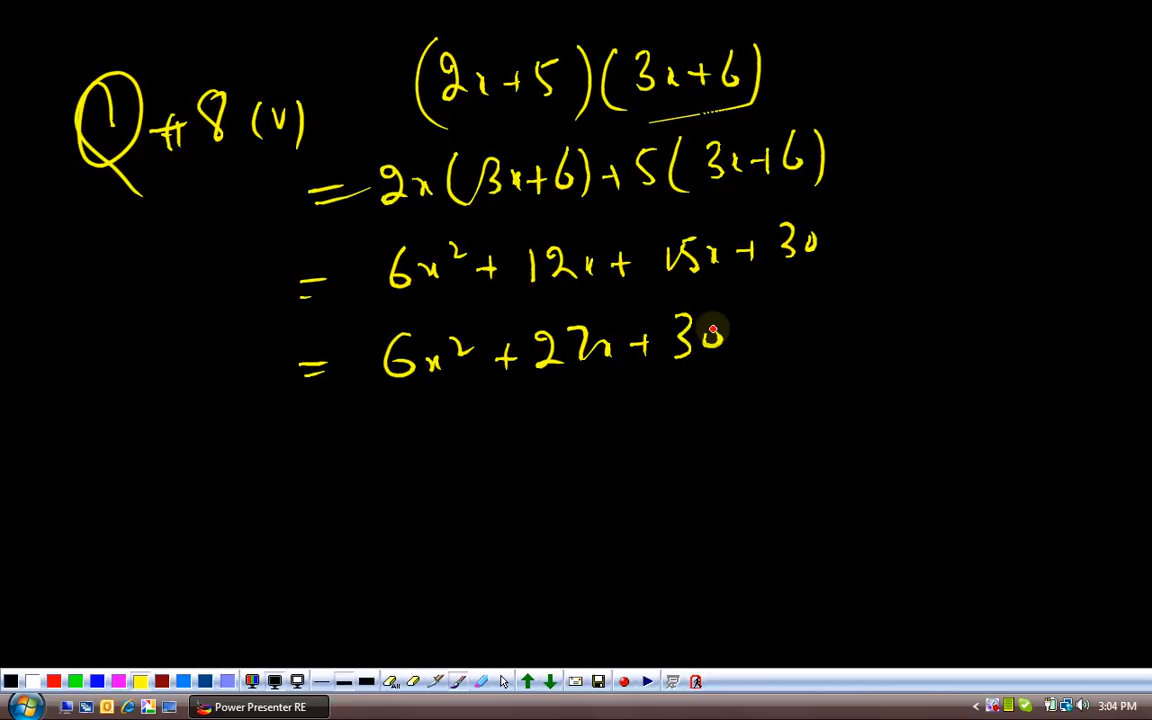 Q # 8 (v)
(2x+5)(3x+6)
= 2x(3x+6)+5(3x+6)
= 6x² + 12x + 15x + 30
= 6x² + 27x + 30
Power Presenter RE
3:04 PM